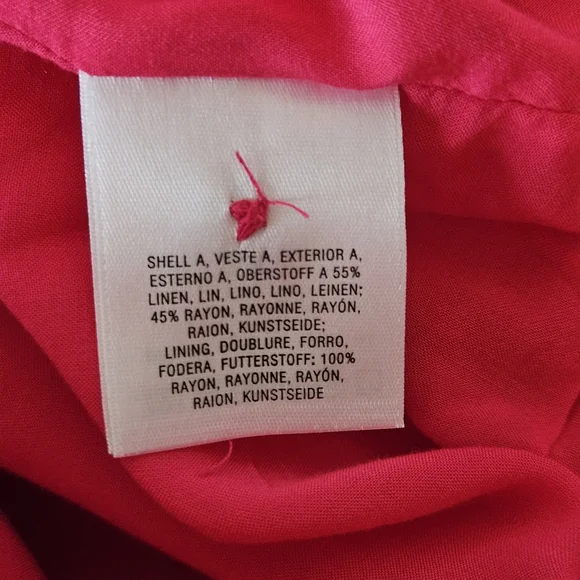 SHELL A, VESTE A, EXTERIOR A,
ESTERNO A, OBERSTOFF A 55%
LINEN, LIN, LINO, LINO, LEINEN;
45% RAYON, RAYONNE, RAYÓN,
RAION, KUNSTSEIDE;
LINING, DOUBLURE, FORRO,
FODERA, FUTTERSTOFF: 100%
RAYON, RAYONNE, RAYÓN,
RAION, KUNSTSEIDE